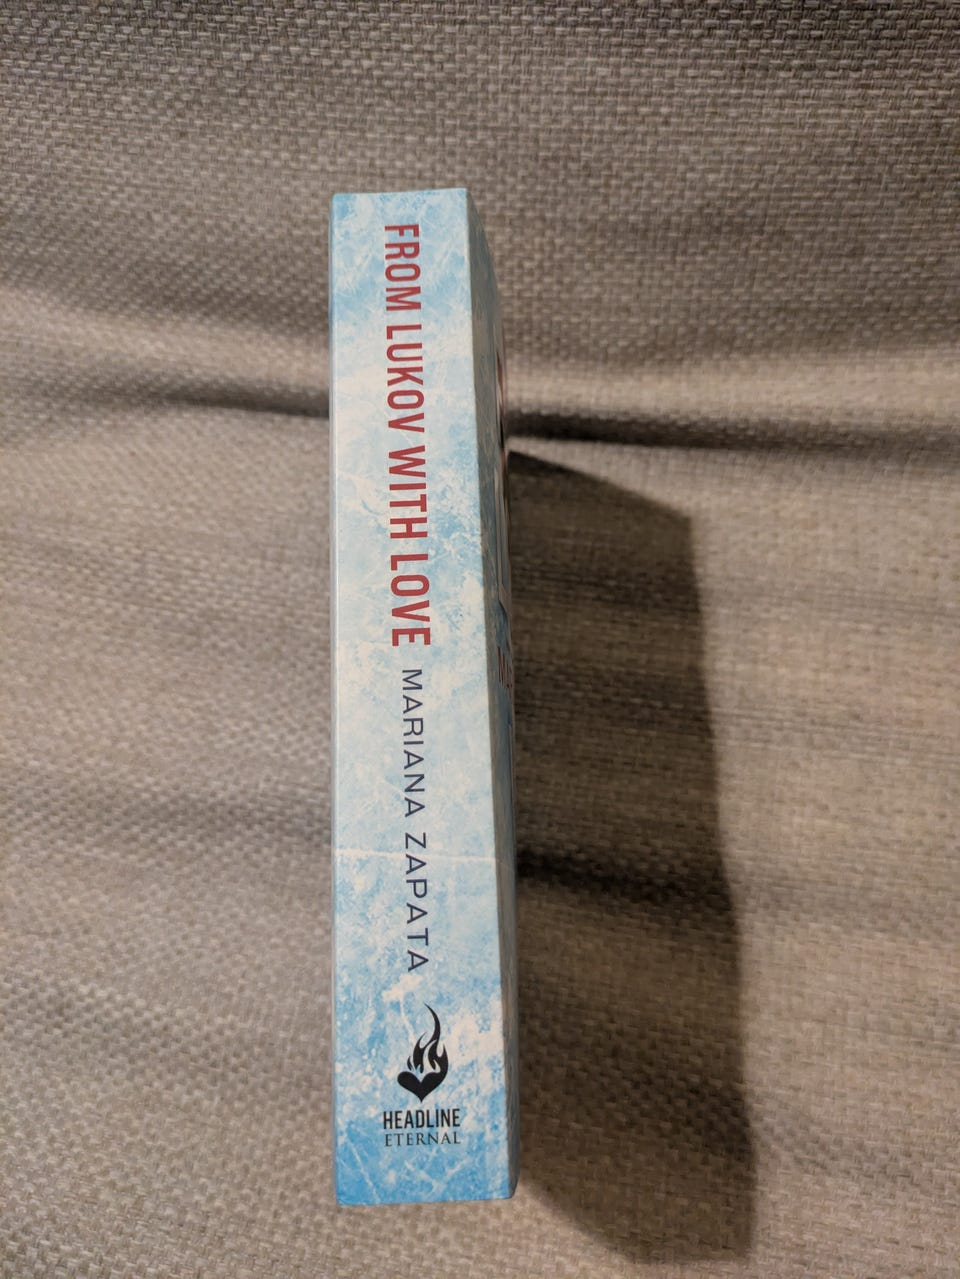 FROM LUKOV WITH LOVE
MARIANA ZAPATA
HEADLINE
ETERNAL